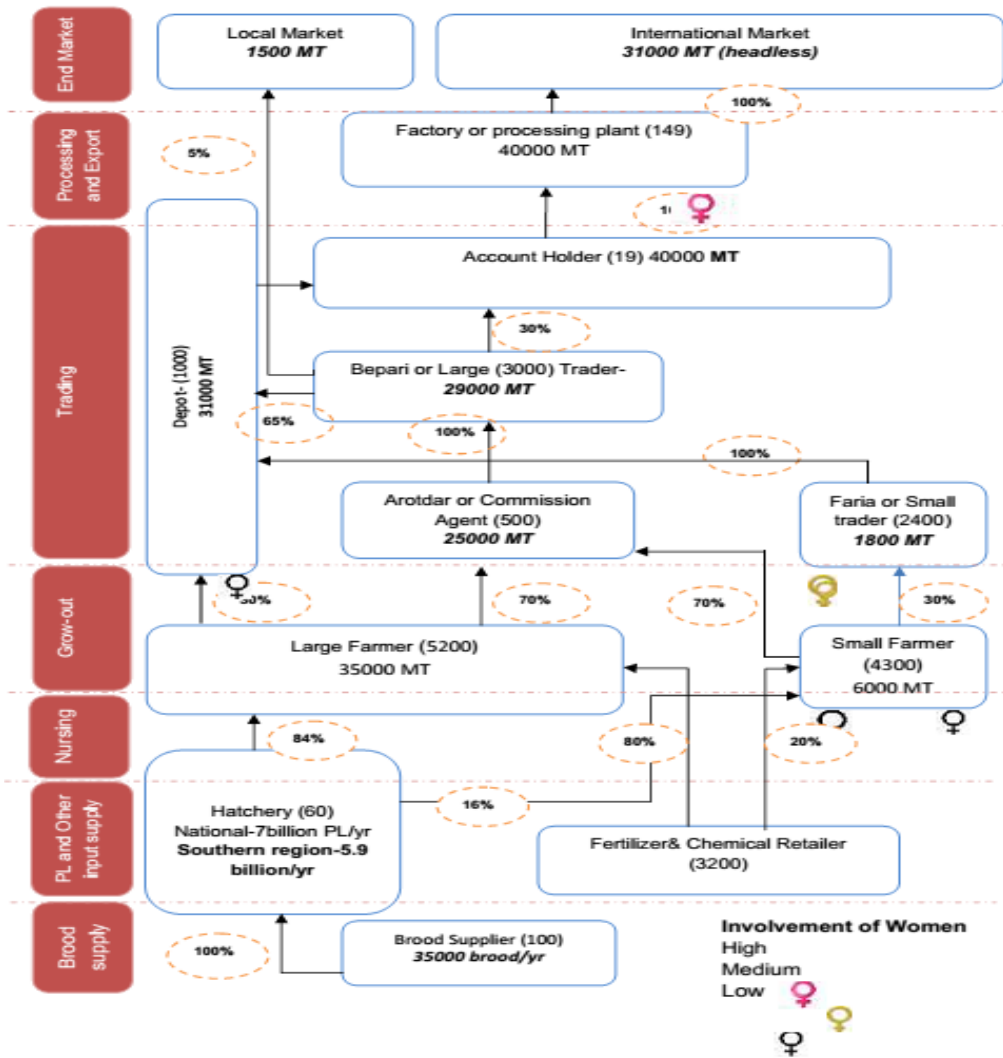 End Market
Local Market
1500 MT
International Market
31000 MT (headless)
100%
Processing
and Export
Factory or processing plant (149)
40000 MT
5%
Trading
Account Holder (19) 40000 MT
30%
Depot- (1000)
31000 MT
Bepari or Large (3000) Trader-
29000 MT
65%
100%
100%
Arotdar or Commission
Agent (500)
25000 MT
Faria or Small
trader (2400)
1800 MT
Grow-out
70%
70%
30%
Large Farmer (5200)
35000 MT
Small Farmer
(4300)
6000 MT
Nursing
84%
80%
20%
PL and Other
input supply
Hatchery (60)
National-7billion PL/yr
Southern region-5.9
billion/yr
16%
Fertilizer& Chemical Retailer
(3200)
Brood
supply
100%
Brood Supplier (100)
35000 brood/yr
Involvement of Women
High
Medium
Low